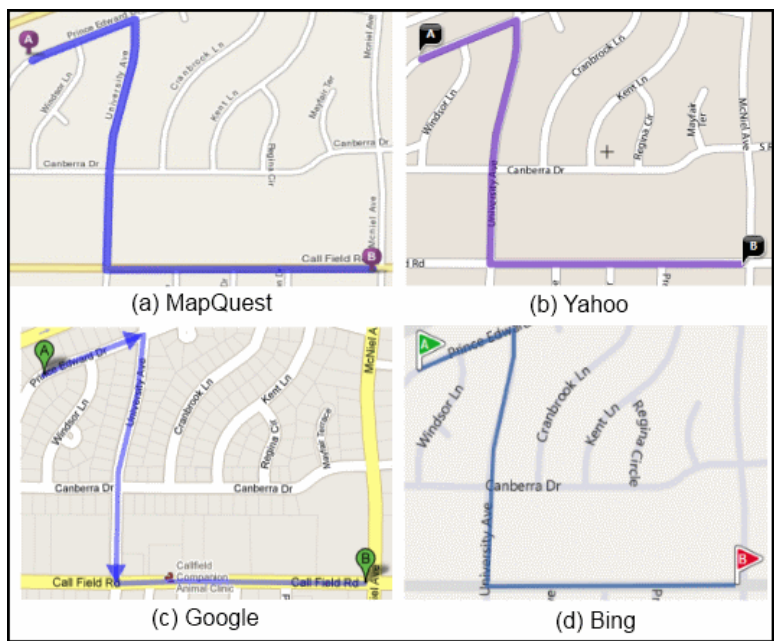 A
Prince Edward
Windsor Ln
University Ave
Cranbrook Ln
Kent Ln
Mcniel Ave
Mayfair Ter
Canberra Dr
Canberra Dr
Regina Cir
Mcniel Ave
Call Field Rd
B
(a) MapQuest
A
Windsor Ln
University Ave
Cranbrook Ln
Kent Ln
Regina Cir
Mayfair Ter
McNiel Ave
Canberra Dr
S R
d Rd
B
(b) Yahoo
A
Prince Edward Dr
Windsor Ln
University Ave
Cranbrook Ln
Kent Ln
Regina Cir
Mayfair Terrace
McNiel A
Canberra Dr
Canberra Dr
Callfield
Companion
Animal Clinic
Call Field Rd
Call Field Rd
B
iel Ave
(c) Google
A
Prince Edward
Windsor Ln
Cranbrook Ln
Kent Ln
Regina Circle
Canberra Dr
University Ave
B
(d) Bing